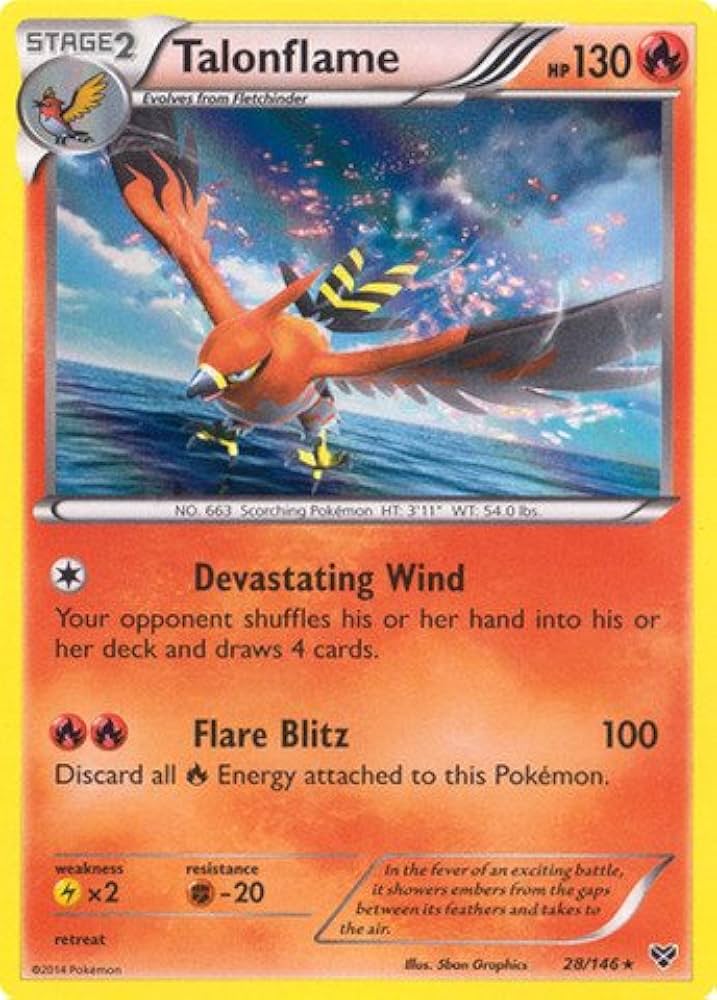 STAGE2
Talonflame
HP 130
Evolves from Fletchinder
NO. 663 Scorching Pokémon HT: 3'11" WT: 54.0 lbs.
Devastating Wind
Your opponent shuffles his or her hand into his or
her deck and draws 4 cards.
Flare Blitz 100
Discard all Energy attached to this Pokémon.
weakness resistance
×2 -20
retreat
In the fever of an exciting battle,
it showers embers from the gaps
between its feathers and takes to
the air.
©2014 Pokémon Illus. 5ban Graphics 28/146 ★